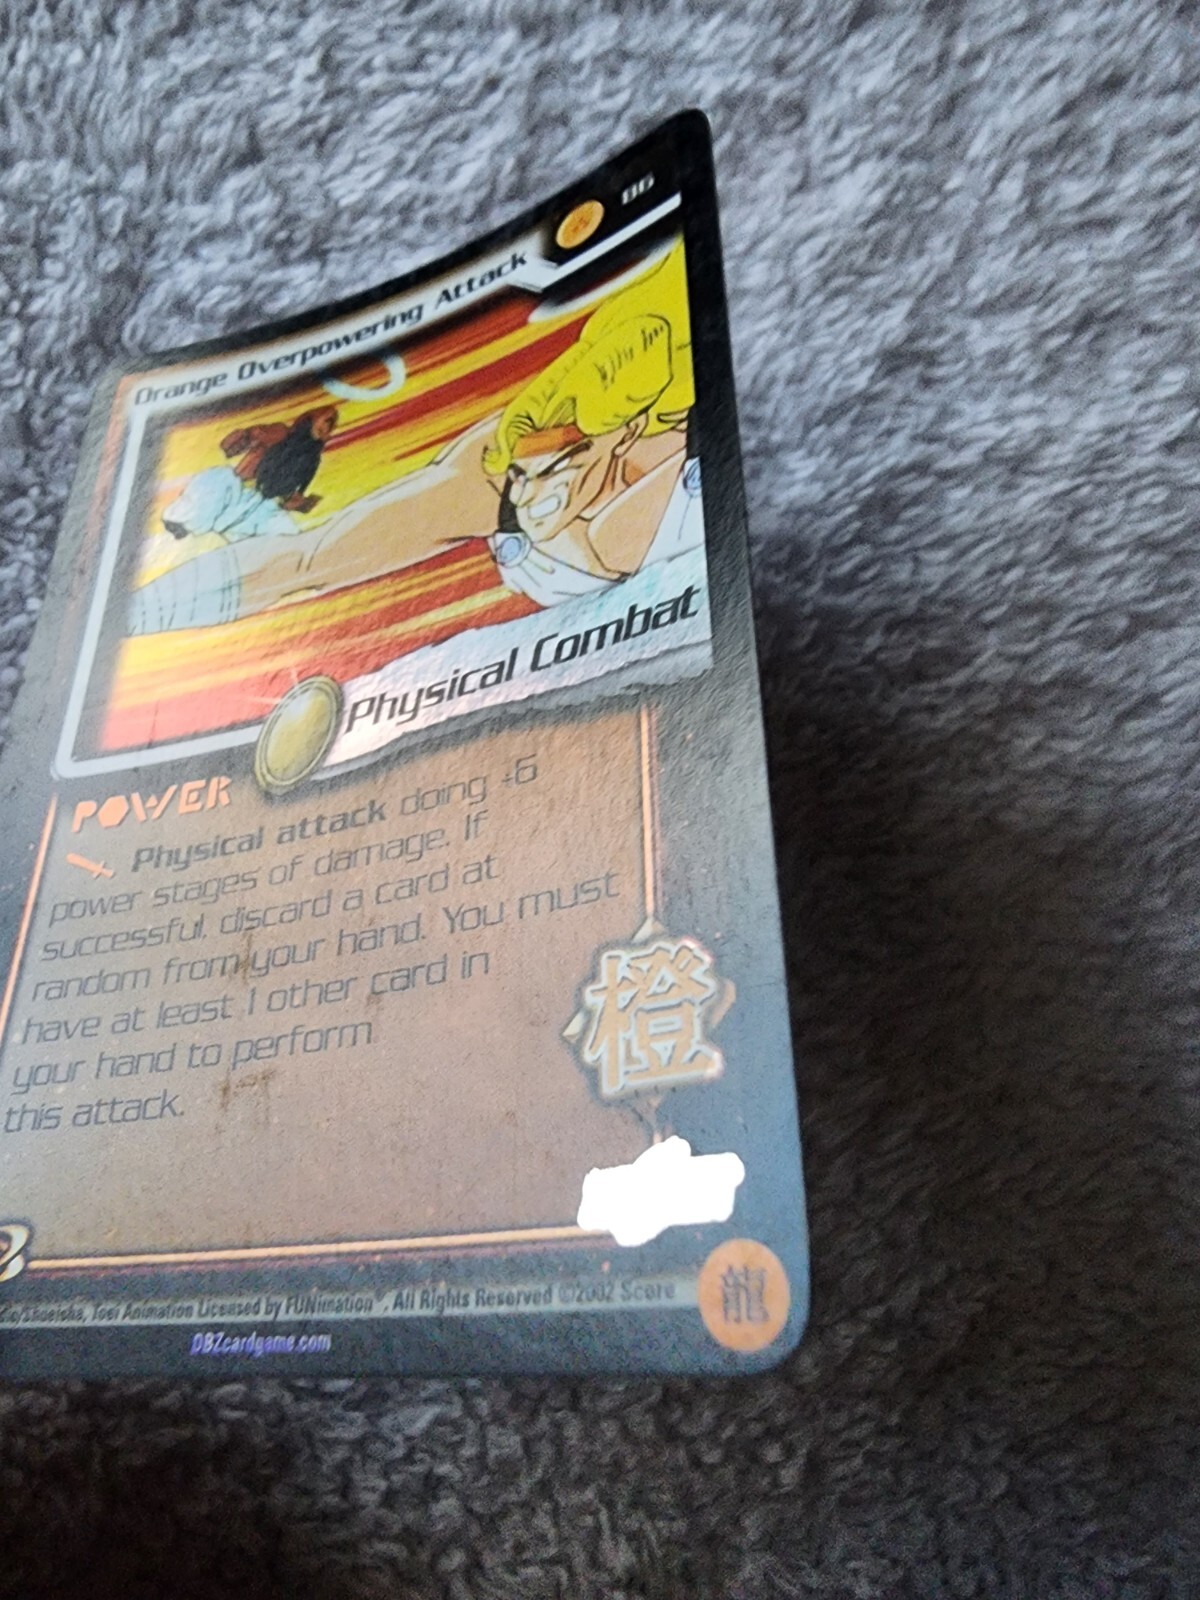 86
Orange Overpowering Attack
Physical Combat
POWER
Physical attack doing +6
power stages of damage. If
successful, discard a card at
random from your hand. You must
have at least 1 other card in
your hand to perform
this attack.
橙
Toei Animation Licensed by FUNimation®. All Rights Reserved ©2002 Score
龍
DBZcardgame.com